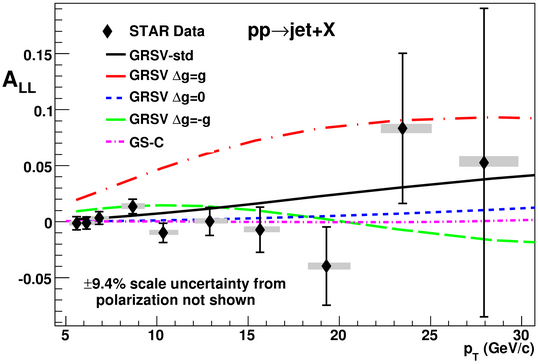 pp→jet+X
STAR Data
GRSV-std
GRSV Δg=g
GRSV Δg=0
GRSV Δg=-g
GS-C
A_LL
0.15
0.1
0.05
0
-0.05
±9.4% scale uncertainty from
polarization not shown
5 10 15 20 25 30
p_T (GeV/c)